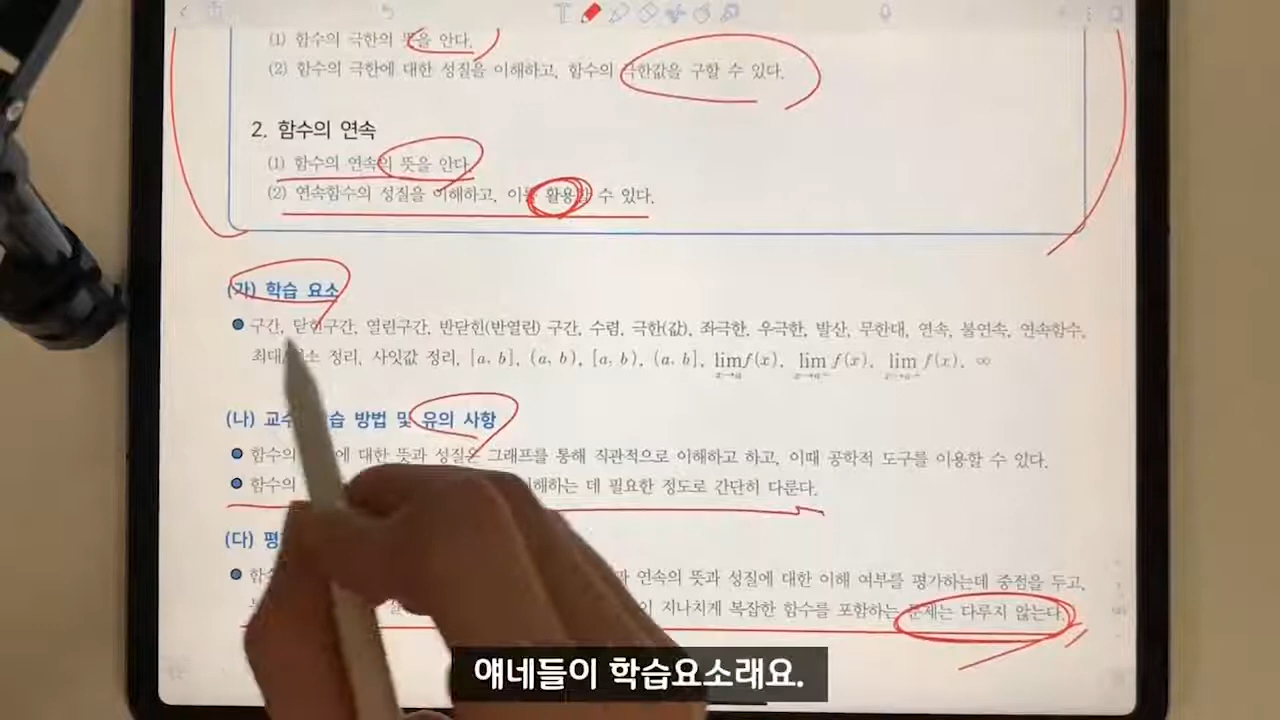 (1) 함수의 극한의 뜻을 안다.
(2) 함수의 극한에 대한 성질을 이해하고, 함수의 극한값을 구할 수 있다.
2. 함수의 연속
(1) 함수의 연속의 뜻을 안다.
(2) 연속함수의 성질을 이해하고, 이를 활용할 수 있다.
(가) 학습 요소
구간, 닫힌구간, 열린구간, 반닫힌(반열린) 구간, 수렴, 극한(값), 좌극한, 우극한, 발산, 무한대, 연속, 불연속, 연속함수,
정리, 사잇값 정리, [a, b], (a, b), [a, b), (a, b], lim f(x), lim f(x), lim f(x), ∞
(나) 방법 및 유의 사항
함수의 에 대한 뜻과 성질은 그래프를 통해 직관적으로 이해하고 하고, 이때 공학적 도구를 이용할 수 있다.
함수의 이해하는 데 필요한 정도로 간단히 다룬다.
(다)
연속의 뜻과 성질에 대한 이해 여부를 평가하는데 중점을 두고,
지나치게 복잡한 함수를 포함하는 문제는 다루지 않는다.
얘네들이 학습요소래요.